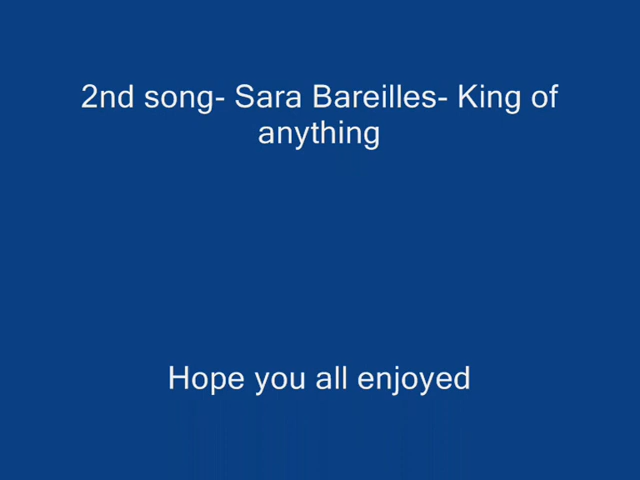 2nd song- Sara Bareilles- King of
anything
Hope you all enjoyed